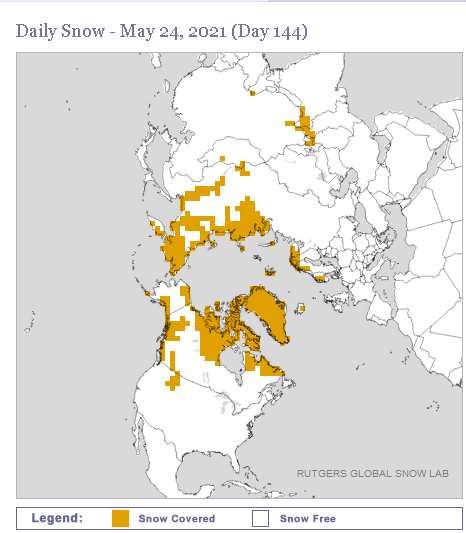 Daily Snow - May 24, 2021 (Day 144)
RUTGERS GLOBAL SNOW LAB
Legend: Snow Covered Snow Free